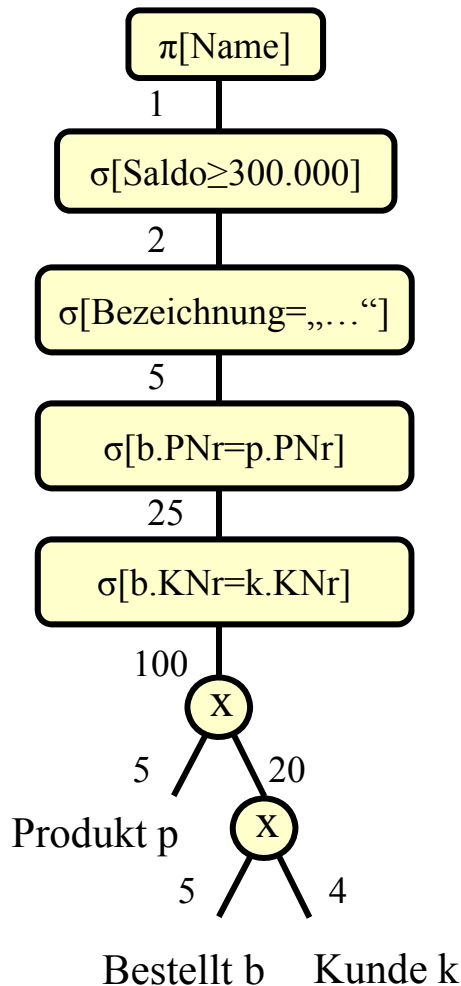 π[Name]
1
σ[Saldo≥300.000]
2
σ[Bezeichnung=„…“]
5
σ[b.PNr=p.PNr]
25
σ[b.KNr=k.KNr]
100
x
5 20
Produkt p x
5 4
Bestellt b Kunde k